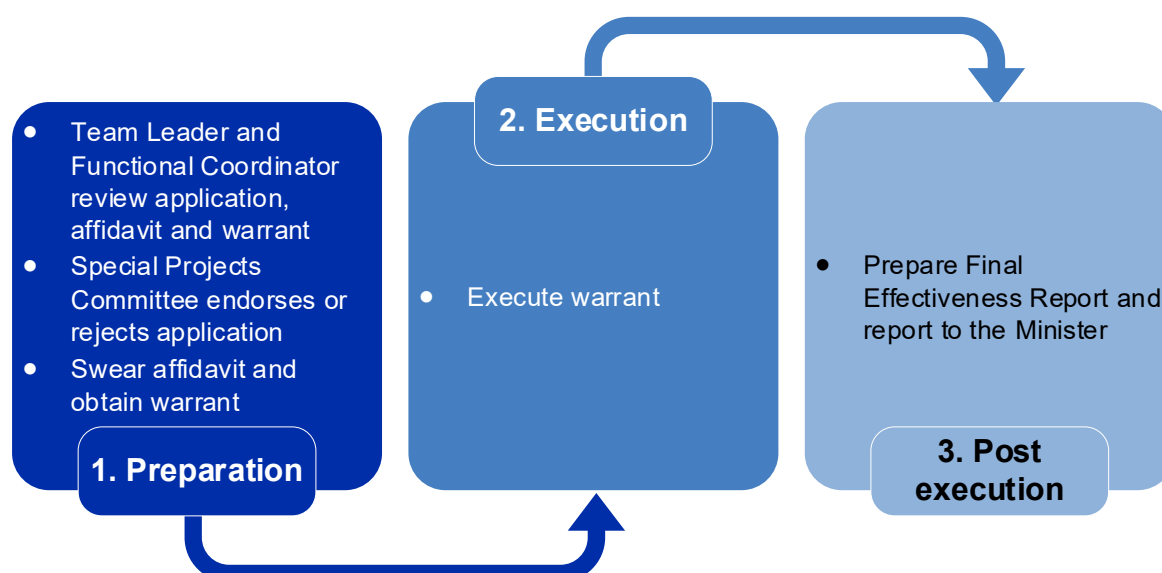 ● Team Leader and
Functional Coordinator
review application,
affidavit and warrant
● Special Projects
Committee endorses or
rejects application
● Swear affidavit and
obtain warrant
1. Preparation
2. Execution
● Execute warrant
● Prepare Final
Effectiveness Report and
report to the Minister
3. Post
execution